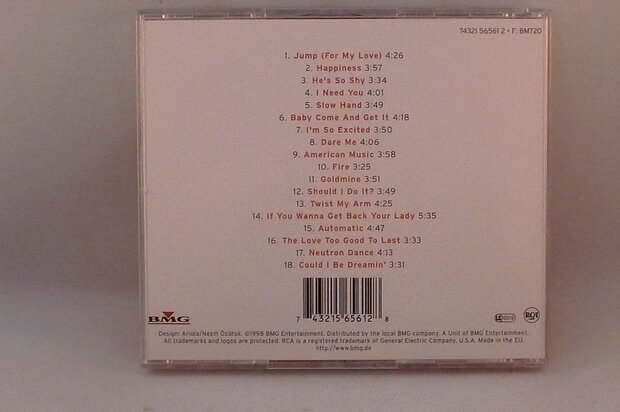 74321 56561 2 • F: BM720
1. Jump (For My Love) 4:26
2. Happiness 3:57
3. He's So Shy 3:34
4. I Need You 4:01
5. Slow Hand 3:49
6. Baby Come And Get It 4:18
7. I'm So Excited 3:50
8. Dare Me 4:06
9. American Music 3:58
10. Fire 3:25
11. Goldmine 3:51
12. Should I Do It? 3:49
13. Twist My Arm 4:25
14. If You Wanna Get Back Your Lady 5:35
15. Automatic 4:47
16. The Love Too Good To Last 3:33
17. Neutron Dance 4:13
18. Could I Be Dreamin' 3:31
7 43215 65612 8
BMG
RCA
Design: Ariola/Nezih Özütok. ©1998 BMG Entertainment. Distributed by the local BMG company. A Unit of BMG Entertainment.
All trademarks and logos are protected. RCA is a registered trademark of General Electric Company, U.S.A. Made in the EU.
http://www.bmg.de